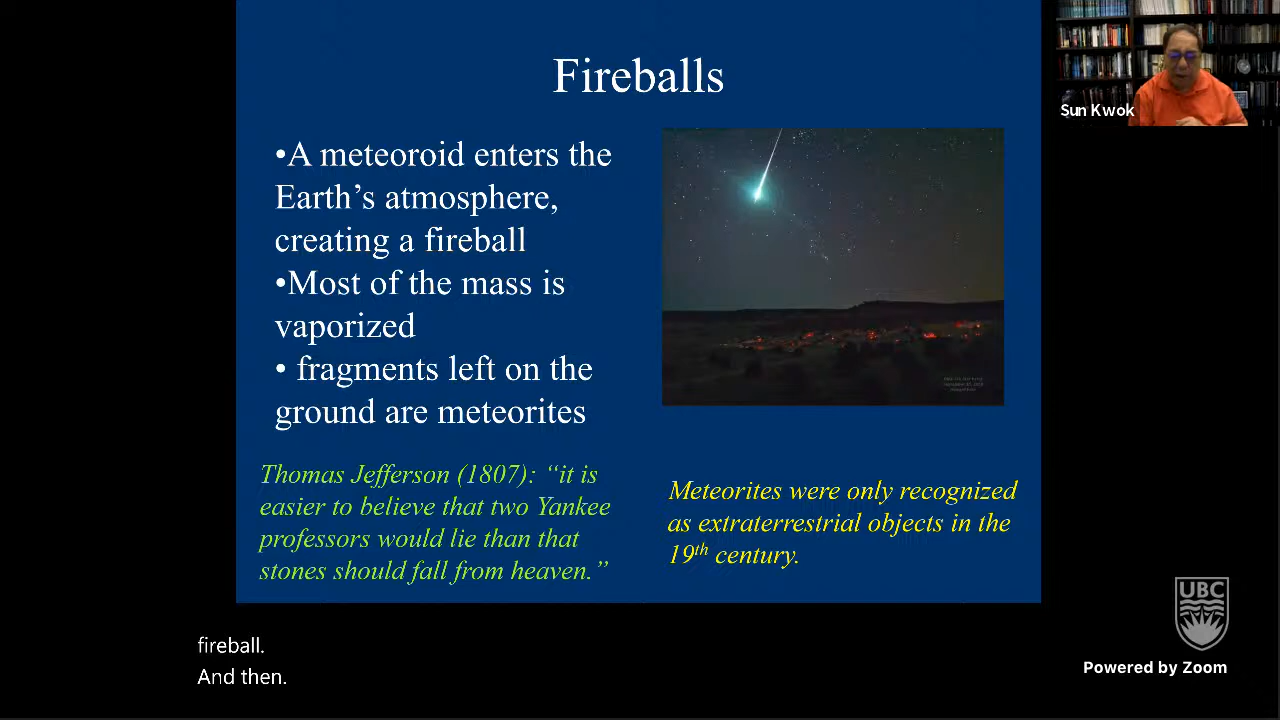 Fireballs
•A meteoroid enters the
Earth’s atmosphere,
creating a fireball
•Most of the mass is
vaporized
• fragments left on the
ground are meteorites
Thomas Jefferson (1807): “it is
easier to believe that two Yankee
professors would lie than that
stones should fall from heaven.”
Meteorites were only recognized
as extraterrestrial objects in the
19th century.
Sun Kwok
fireball.
And then.
UBC
Powered by Zoom